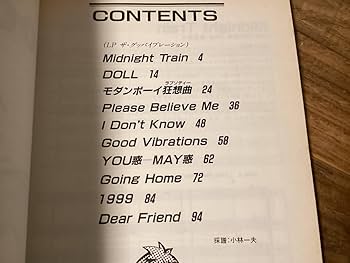 CONTENTS
(LP ザ・グッバイブレーション)
Midnight Train 4
DOLL 14
ラプソディー
モダンボーイ狂想曲 24
Please Believe Me 36
I Don't Know 48
Good Vibrations 58
YOU惑—MAY惑 62
Going Home 72
1999 84
Dear Friend 94
採譜:小林一夫